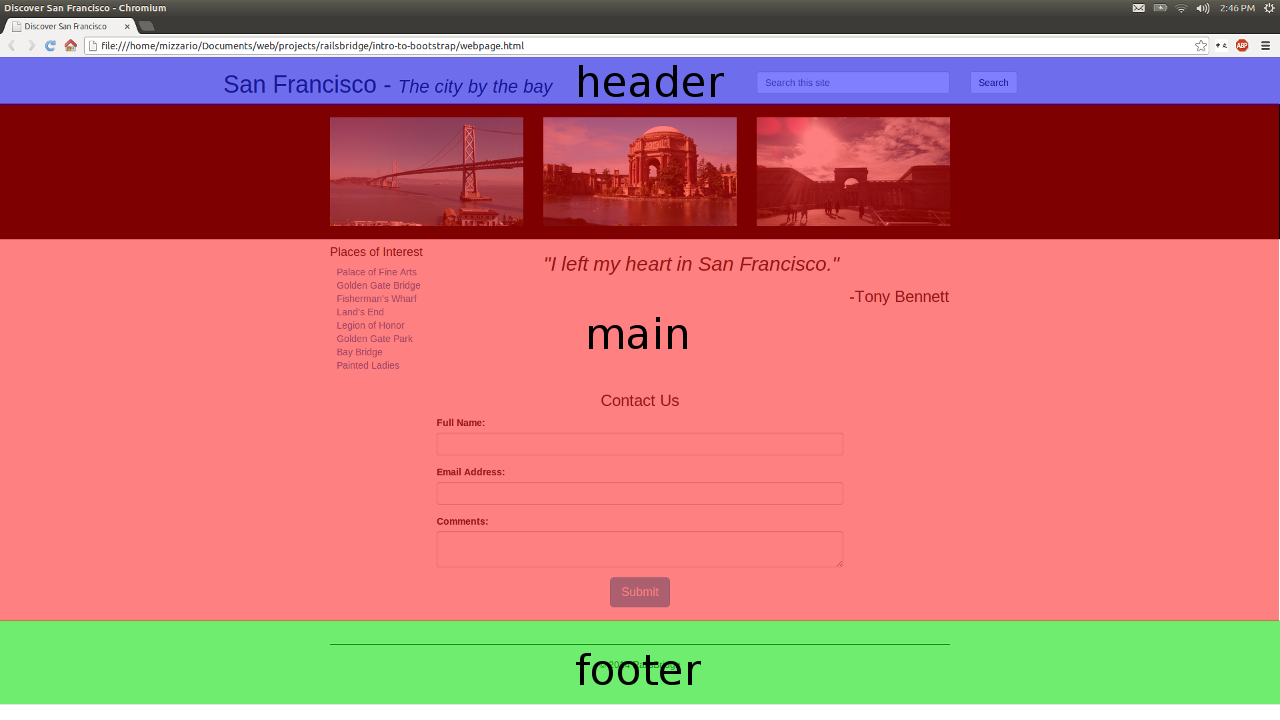 Discover San Francisco - Chromium
2:46 PM
Discover San Francisco
file:///home/mizzario/Documents/web/projects/railsbridge/intro-to-bootstrap/webpage.html
ABP
San Francisco - The city by the bay
header
Search this site
Search
Places of Interest
Palace of Fine Arts
Golden Gate Bridge
Fisherman's Wharf
Land's End
Legion of Honor
Golden Gate Park
Bay Bridge
Painted Ladies
"I left my heart in San Francisco."
-Tony Bennett
main
Contact Us
Full Name:
Email Address:
Comments:
Submit
footer